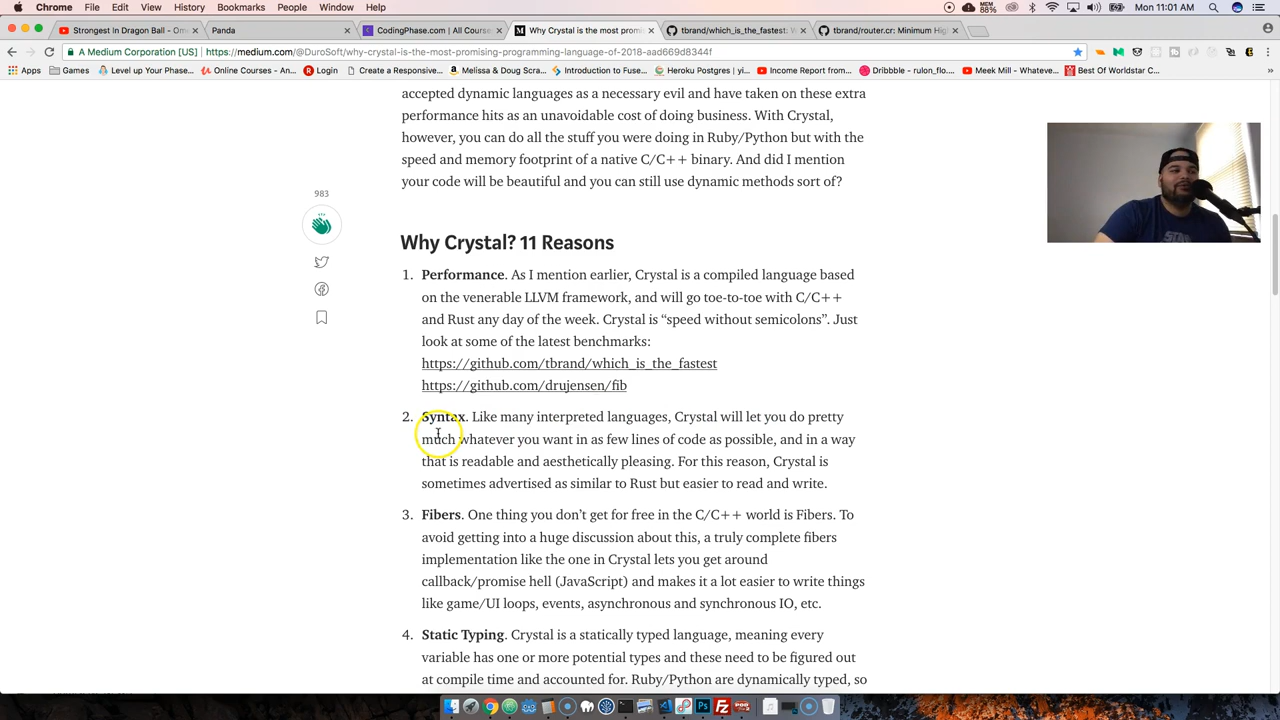 Chrome File Edit View History Bookmarks People Window Help MEM 88% Mon 11:01 AM
Strongest In Dragon Ball - Om
Panda
CodingPhase.com | All Course
Why Crystal is the most promi
tbrand/which_is_the_fastest: W
tbrand/router.cr: Minimum Hig
A Medium Corporation [US] https://medium.com/@DuroSoft/why-crystal-is-the-most-promising-programming-language-of-2018-aad669d8344f
Apps Games Level up your Phase... Online Courses - An... Login Create a Responsive... Melissa & Doug Scra... Introduction to Fuse... Heroku Postgres | yi... Income Report from... Dribbble - rulon_flo... Meek Mill - Whateve... Best Of Worldstar C...
accepted dynamic languages as a necessary evil and have taken on these extra
performance hits as an unavoidable cost of doing business. With Crystal,
however, you can do all the stuff you were doing in Ruby/Python but with the
speed and memory footprint of a native C/C++ binary. And did I mention
your code will be beautiful and you can still use dynamic methods sort of?
983
Why Crystal? 11 Reasons
1. Performance. As I mention earlier, Crystal is a compiled language based
on the venerable LLVM framework, and will go toe-to-toe with C/C++
and Rust any day of the week. Crystal is “speed without semicolons”. Just
look at some of the latest benchmarks:
https://github.com/tbrand/which_is_the_fastest
https://github.com/drujensen/fib
2. Syntax. Like many interpreted languages, Crystal will let you do pretty
much whatever you want in as few lines of code as possible, and in a way
that is readable and aesthetically pleasing. For this reason, Crystal is
sometimes advertised as similar to Rust but easier to read and write.
3. Fibers. One thing you don’t get for free in the C/C++ world is Fibers. To
avoid getting into a huge discussion about this, a truly complete fibers
implementation like the one in Crystal lets you get around
callback/promise hell (JavaScript) and makes it a lot easier to write things
like game/UI loops, events, asynchronous and synchronous IO, etc.
4. Static Typing. Crystal is a statically typed language, meaning every
variable has one or more potential types and these need to be figured out
at compile time and accounted for. Ruby/Python are dynamically typed, so